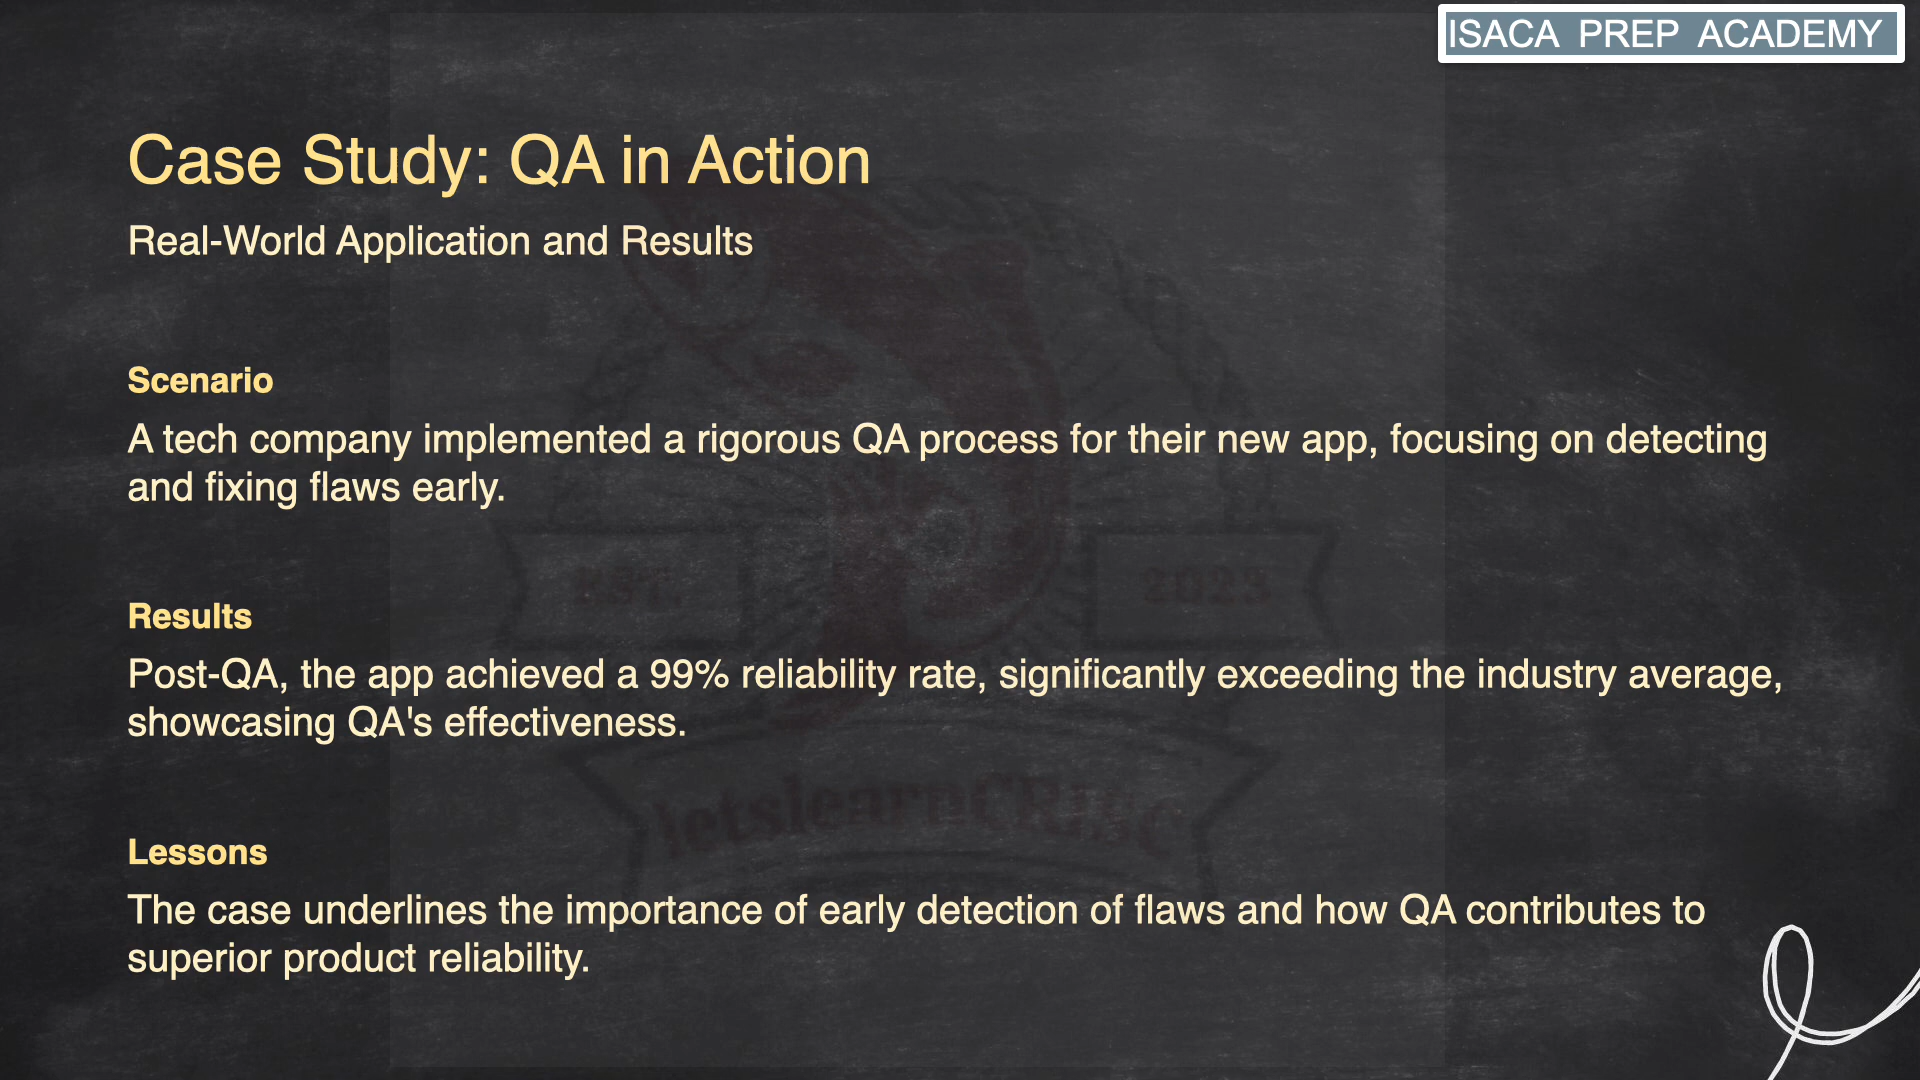 ISACA PREP ACADEMY
Case Study: QA in Action
Real-World Application and Results
Scenario
A tech company implemented a rigorous QA process for their new app, focusing on detecting
and fixing flaws early.
Results
Post-QA, the app achieved a 99% reliability rate, significantly exceeding the industry average,
showcasing QA's effectiveness.
Lessons
The case underlines the importance of early detection of flaws and how QA contributes to
superior product reliability.
EST.
2023
letslearnCRISC